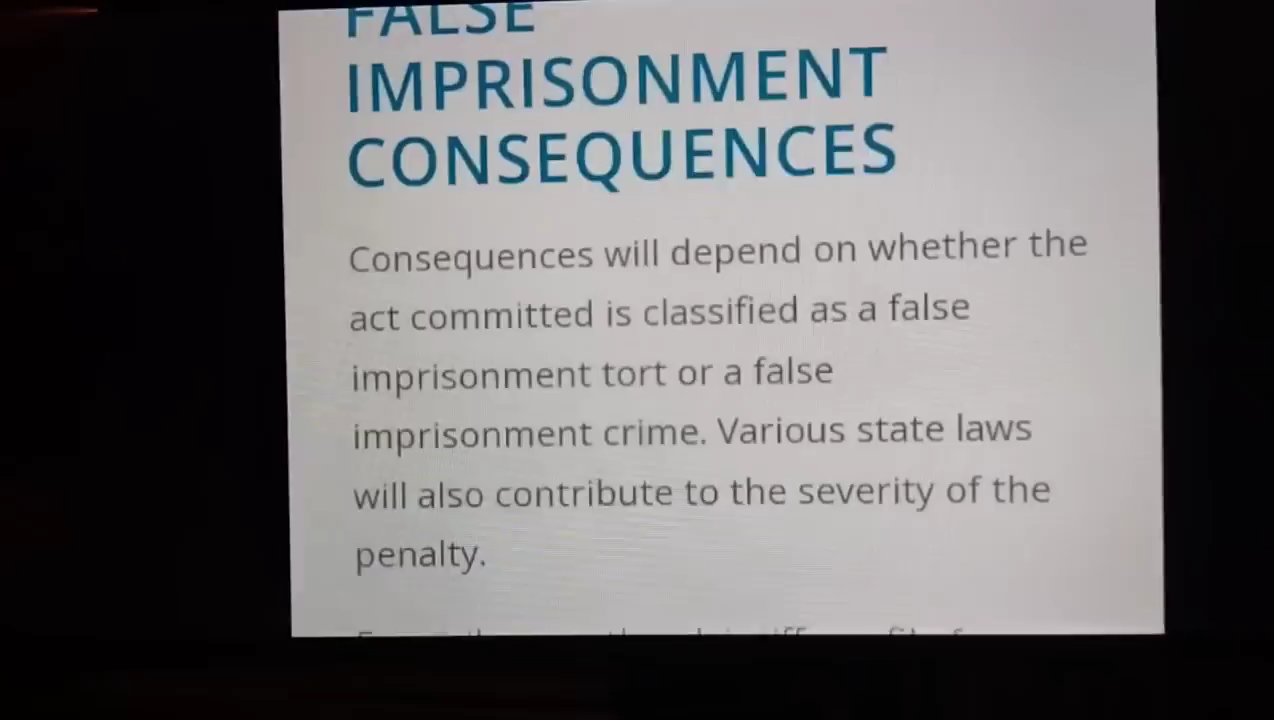 FALSE
IMPRISONMENT
CONSEQUENCES
Consequences will depend on whether the
act committed is classified as a false
imprisonment tort or a false
imprisonment crime. Various state laws
will also contribute to the severity of the
penalty.